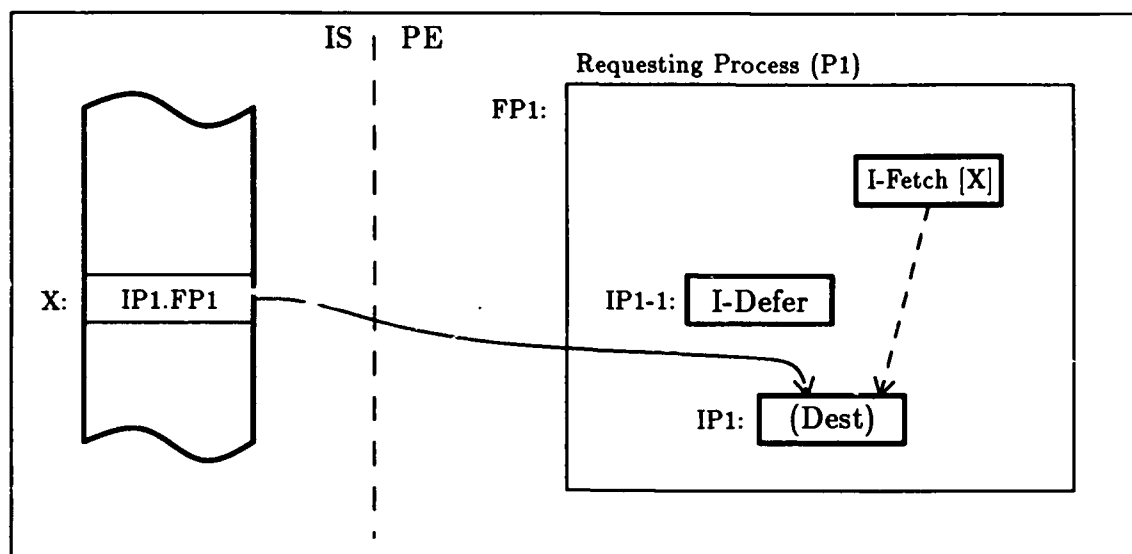 IS
PE
Requesting Process (P1)
FP1:
I-Fetch [X]
X:
IP1.FP1
IP1-1:
I-Defer
IP1:
(Dest)